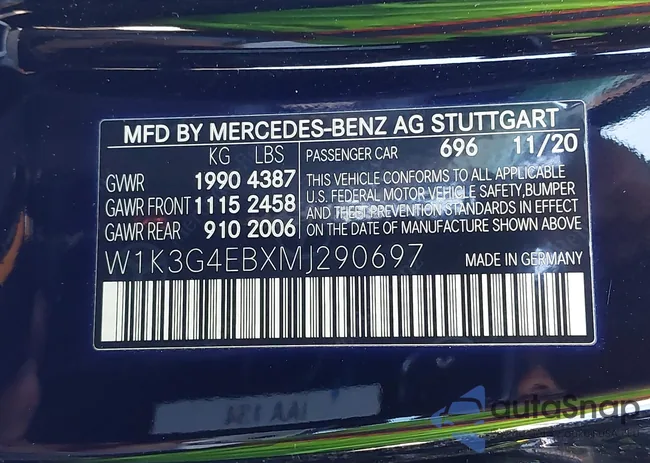 MFD BY MERCEDES-BENZ AG STUTTGART
KG LBS
GVWR 1990 4387
GAWR FRONT 1115 2458
GAWR REAR 910 2006
PASSENGER CAR 696 11/20
THIS VEHICLE CONFORMS TO ALL APPLICABLE
U.S. FEDERAL MOTOR VEHICLE SAFETY, BUMPER
AND THEFT PREVENTION STANDARDS IN EFFECT
ON THE DATE OF MANUFACTURE SHOWN ABOVE
W1K3G4EBXMJ290697
MADE IN GERMANY
autoSnap